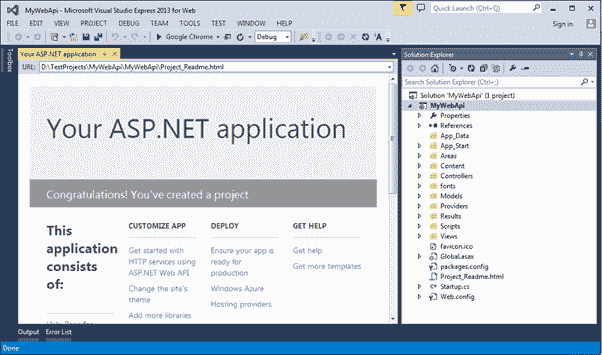 MyWebApi - Microsoft Visual Studio Express 2013 for Web
Quick Launch (Ctrl+Q)
FILE EDIT VIEW PROJECT DEBUG TEAM TOOLS TEST WINDOW HELP
Sign in
Google Chrome
Debug
Toolbox
Your ASP.NET application
URL: D:\TestProjects\MyWebApi\MyWebApi\Project_Readme.html
Your ASP.NET application
Congratulations! You've created a project
This application consists of:
CUSTOMIZE APP
Get started with
HTTP services using
ASP.NET Web API
Change the site's
theme
Add more libraries
DEPLOY
Ensure your app is
ready for
production
Windows Azure
Hosting providers
GET HELP
Get help
Get more templates
Solution Explorer
Search Solution Explorer (Ctrl+;)
Solution 'MyWebApi' (1 project)
MyWebApi
Properties
References
App_Data
App_Start
Areas
Content
Controllers
fonts
Models
Providers
Results
Scripts
Views
favicon.ico
Global.asax
packages.config
Project_Readme.html
Startup.cs
Web.config
Output Error List
Done